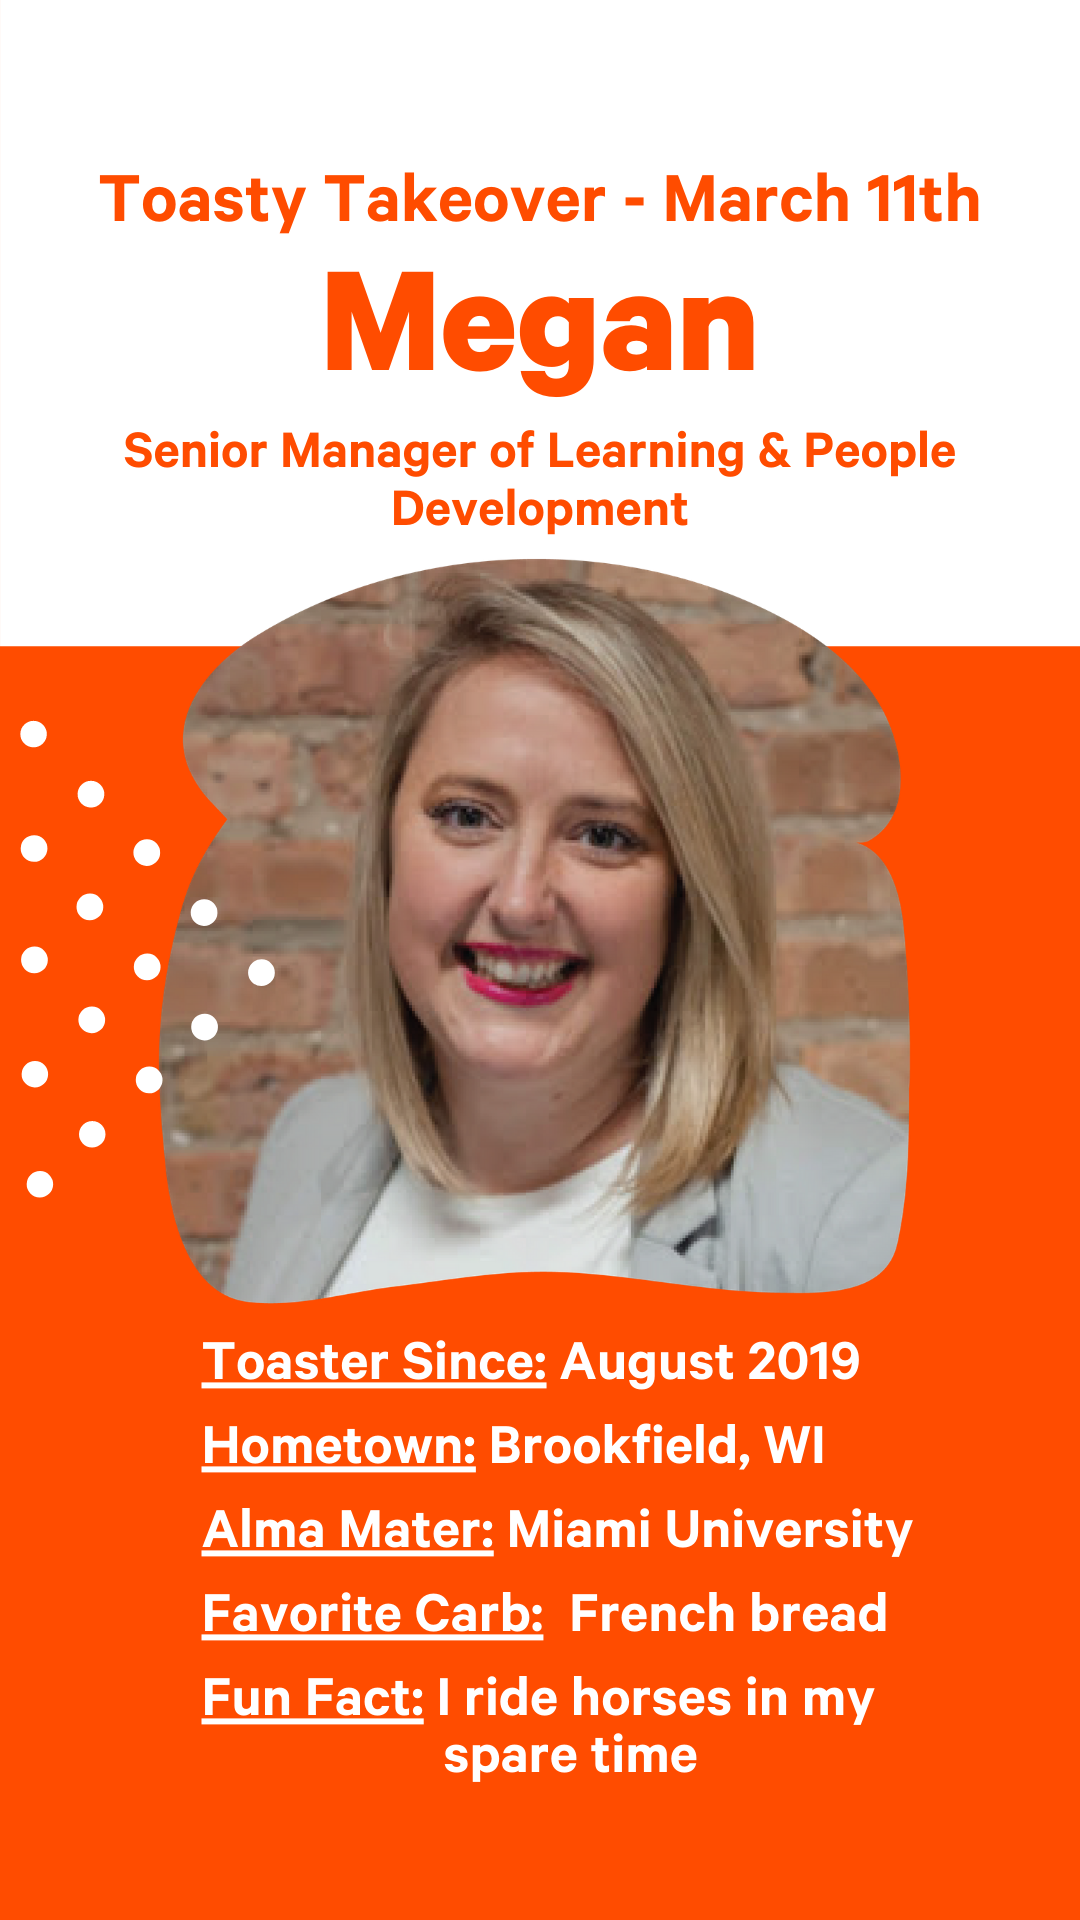 Toasty Takeover - March 11th
Megan
Senior Manager of Learning & People
Development
Toaster Since: August 2019
Hometown: Brookfield, WI
Alma Mater: Miami University
Favorite Carb: French bread
Fun Fact: I ride horses in my
spare time